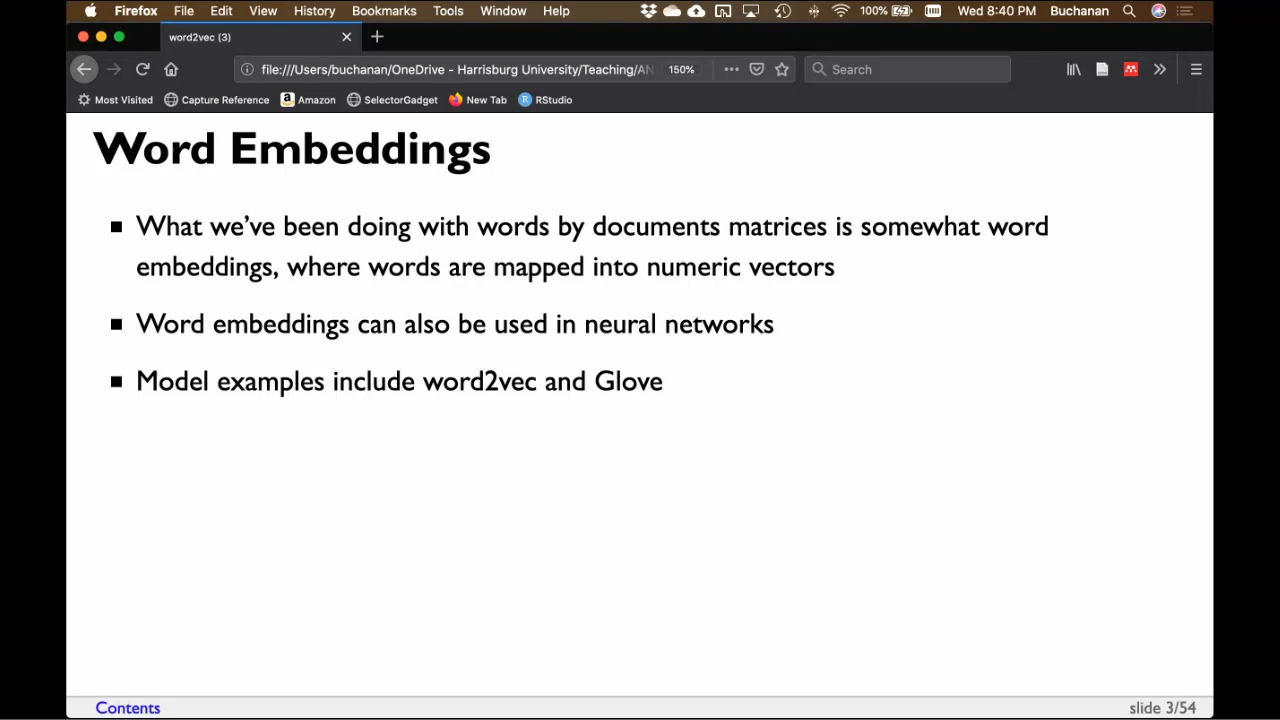 Firefox File Edit View History Bookmarks Tools Window Help 100% Wed 8:40 PM Buchanan
word2vec (3)
file:///Users/buchanan/OneDrive - Harrisburg University/Teaching/AN 150% Search
Most Visited Capture Reference Amazon SelectorGadget New Tab RStudio
Word Embeddings
What we've been doing with words by documents matrices is somewhat word
embeddings, where words are mapped into numeric vectors
Word embeddings can also be used in neural networks
Model examples include word2vec and Glove
Contents slide 3/54